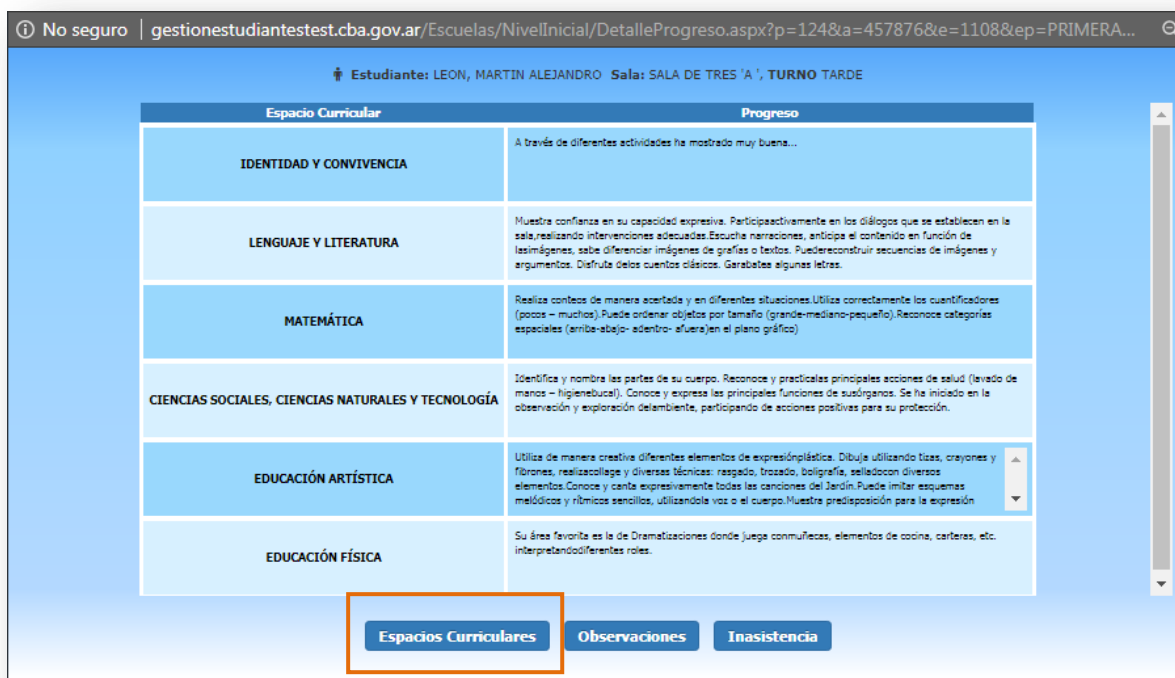 No seguro | gestionestudiantestest.cba.gov.ar/Escuelas/NivelInicial/DetalleProgreso.aspx?p=124&a=457876&e=1108&ep=PRIMERA...
Estudiante: LEON, MARTIN ALEJANDRO Sala: SALA DE TRES 'A ', TURNO TARDE
Espacio Curricular Progreso
IDENTIDAD Y CONVIVENCIA
A través de diferentes actividades ha mostrado muy buena...
LENGUAJE Y LITERATURA
Muestra confianza en su capacidad expresiva. Participaactivamente en los diálogos que se establecen en la
sala,realizando intervenciones adecuadas.Escucha narraciones, anticipa el contenido en función de
lasimágenes, sabe diferenciar imágenes de grafías o textos. Puedereconstruir secuencias de imágenes y
argumentos. Disfruta delos cuentos clásicos. Garabatea algunas letras.
MATEMÁTICA
Realiza conteos de manera acertada y en diferentes situaciones.Utiliza correctamente los cuantificadores
(pocos – muchos).Puede ordenar objetos por tamaño (grande-mediano-pequeño).Reconoce categorías
espaciales (arriba-abajo- adentro- afuera)en el plano gráfico)
CIENCIAS SOCIALES, CIENCIAS NATURALES Y TECNOLOGÍA
Identifica y nombra las partes de su cuerpo. Reconoce y practicalas principales acciones de salud (lavado de
manos – higienebucal). Conoce y expresa las principales funciones de susórganos. Se ha iniciado en la
observación y exploración delambiente, participando de acciones positivas para su protección.
EDUCACIÓN ARTÍSTICA
Utiliza de manera creativa diferentes elementos de expresiónplástica. Dibuja utilizando tizas, crayones y
fibrones, realizacollage y diversas técnicas: rasgado, trozado, boligrafía, selladocon diversos
elementos.Conoce y canta expresivamente todas las canciones del Jardín.Puede imitar esquemas
melódicos y rítmicos sencillos, utilizandola voz o el cuerpo.Muestra predisposición para la expresión
EDUCACIÓN FÍSICA
Su área favorita es la de Dramatizaciones donde juega conmuñecas, elementos de cocina, carteras, etc.
interpretandodiferentes roles.
Espacios Curriculares Observaciones Inasistencia